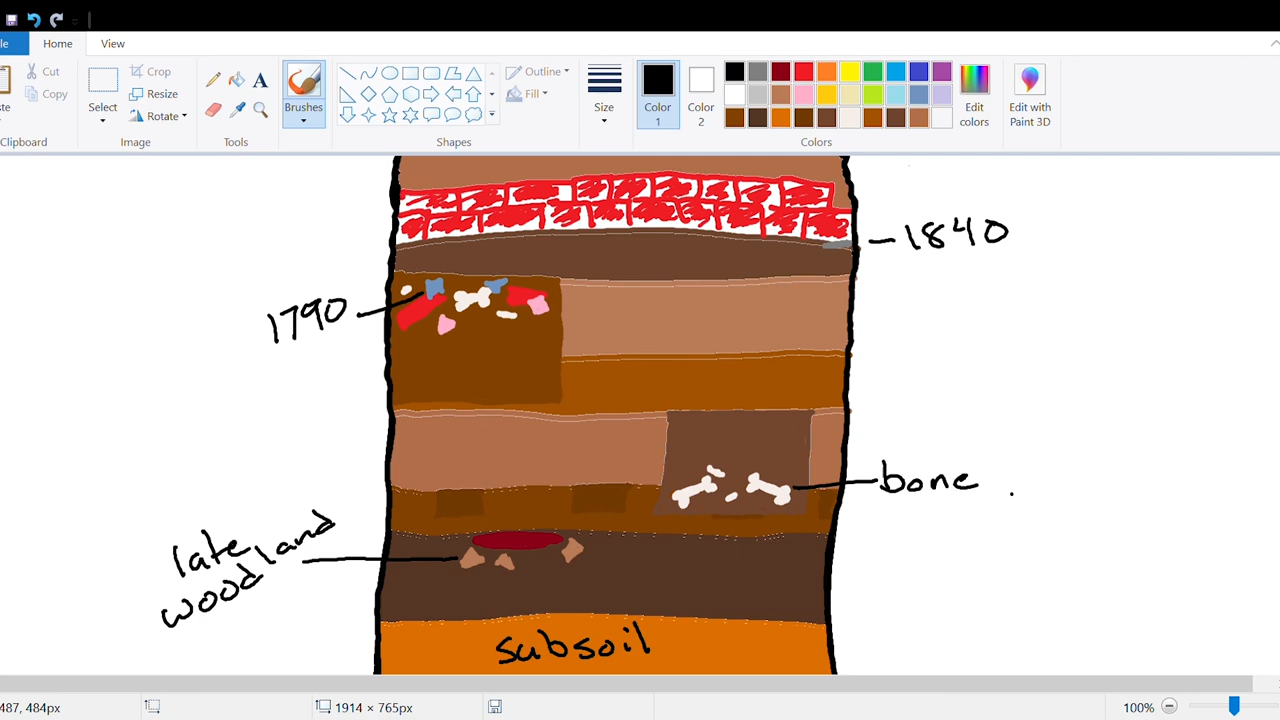 le
Home
View
Cut
Copy
ste
Clipboard
Select
Crop
Resize
Rotate
Image
Tools
Brushes
Shapes
Outline
Fill
Size
Color
1
Color
2
Colors
Edit
colors
Edit with
Paint 3D
1840
1790
bone
late
woodland
subsoil
487, 484px
1914 × 765px
100%